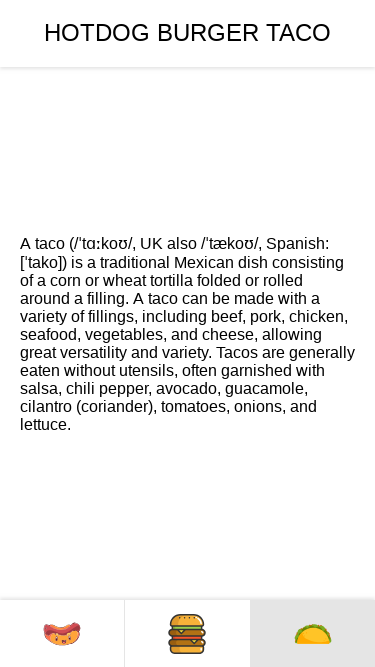 HOTDOG BURGER TACO
A taco (/ˈtɑːkoʊ/, UK also /ˈtækoʊ/, Spanish:
[ˈtako]) is a traditional Mexican dish consisting
of a corn or wheat tortilla folded or rolled
around a filling. A taco can be made with a
variety of fillings, including beef, pork, chicken,
seafood, vegetables, and cheese, allowing
great versatility and variety. Tacos are generally
eaten without utensils, often garnished with
salsa, chili pepper, avocado, guacamole,
cilantro (coriander), tomatoes, onions, and
lettuce.